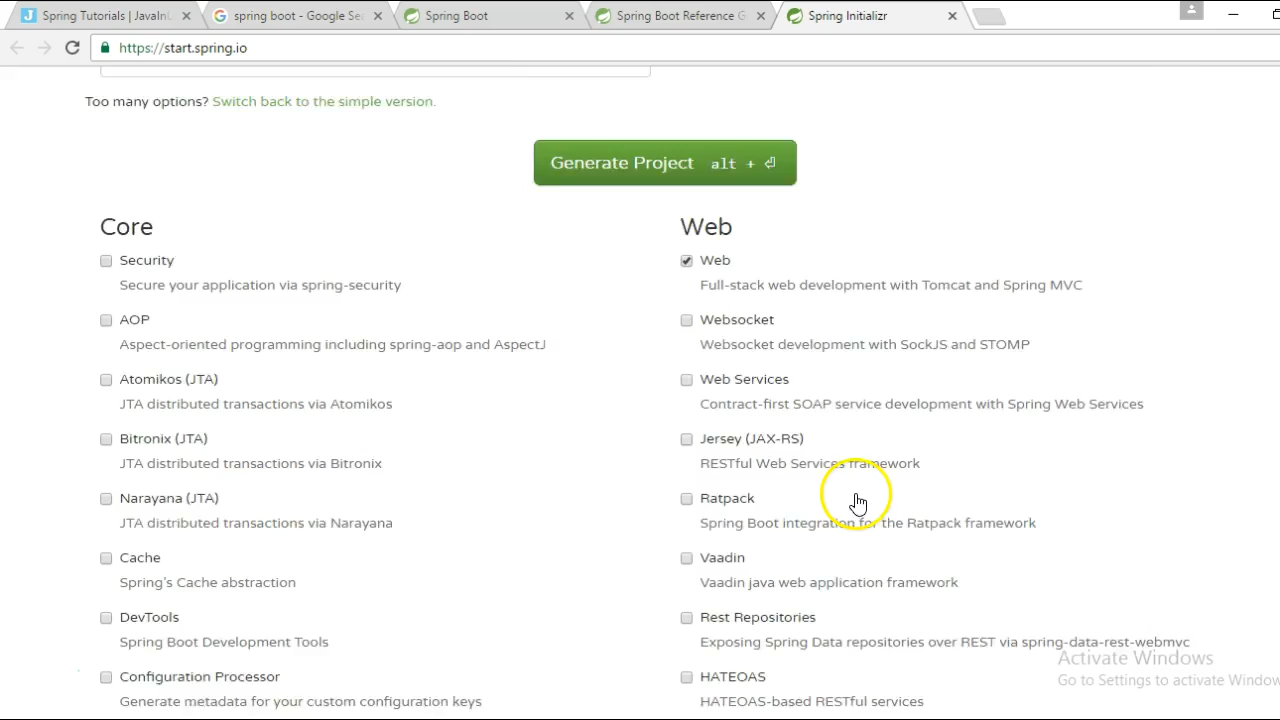 Spring Tutorials | JavaInU
spring boot - Google Se
Spring Boot
Spring Boot Reference G
Spring Initializr
https://start.spring.io
Too many options? Switch back to the simple version.
Generate Project alt + ⏎
Core
Security
Secure your application via spring-security
AOP
Aspect-oriented programming including spring-aop and AspectJ
Atomikos (JTA)
JTA distributed transactions via Atomikos
Bitronix (JTA)
JTA distributed transactions via Bitronix
Narayana (JTA)
JTA distributed transactions via Narayana
Cache
Spring's Cache abstraction
DevTools
Spring Boot Development Tools
Configuration Processor
Generate metadata for your custom configuration keys
Web
Web
Full-stack web development with Tomcat and Spring MVC
Websocket
Websocket development with SockJS and STOMP
Web Services
Contract-first SOAP service development with Spring Web Services
Jersey (JAX-RS)
RESTful Web Services framework
Ratpack
Spring Boot integration for the Ratpack framework
Vaadin
Vaadin java web application framework
Rest Repositories
Exposing Spring Data repositories over REST via spring-data-rest-webmvc
HATEOAS
HATEOAS-based RESTful services
Activate Windows
Go to Settings to activate Window